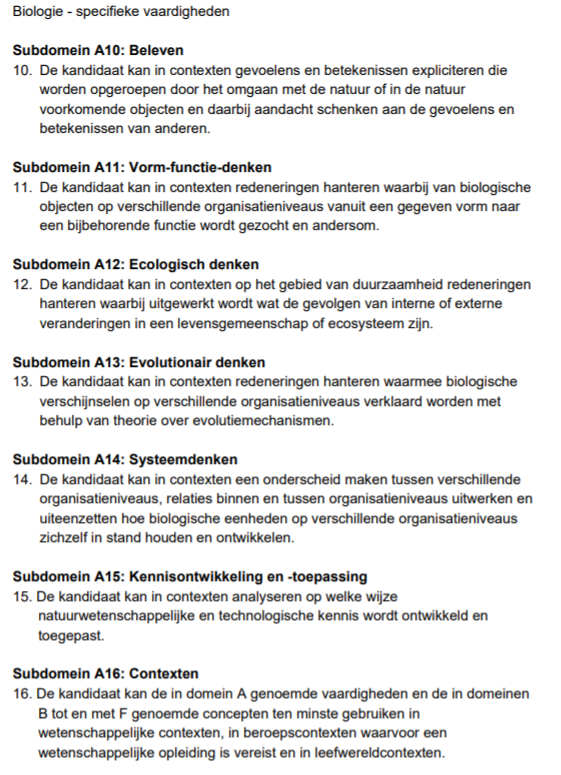 Biologie - specifieke vaardigheden
Subdomein A10: Beleven
10. De kandidaat kan in contexten gevoelens en betekenissen expliciteren die
worden opgeroepen door het omgaan met de natuur of in de natuur
voorkomende objecten en daarbij aandacht schenken aan de gevoelens en
betekenissen van anderen.
Subdomein A11: Vorm-functie-denken
11. De kandidaat kan in contexten redeneringen hanteren waarbij van biologische
objecten op verschillende organisatieniveaus vanuit een gegeven vorm naar
een bijbehorende functie wordt gezocht en andersom.
Subdomein A12: Ecologisch denken
12. De kandidaat kan in contexten op het gebied van duurzaamheid redeneringen
hanteren waarbij uitgewerkt wordt wat de gevolgen van interne of externe
veranderingen in een levensgemeenschap of ecosysteem zijn.
Subdomein A13: Evolutionair denken
13. De kandidaat kan in contexten redeneringen hanteren waarmee biologische
verschijnselen op verschillende organisatieniveaus verklaard worden met
behulp van theorie over evolutiemechanismen.
Subdomein A14: Systeemdenken
14. De kandidaat kan in contexten een onderscheid maken tussen verschillende
organisatieniveaus, relaties binnen en tussen organisatieniveaus uitwerken en
uiteenzetten hoe biologische eenheden op verschillende organisatieniveaus
zichzelf in stand houden en ontwikkelen.
Subdomein A15: Kennisontwikkeling en -toepassing
15. De kandidaat kan in contexten analyseren op welke wijze
natuurwetenschappelijke en technologische kennis wordt ontwikkeld en
toegepast.
Subdomein A16: Contexten
16. De kandidaat kan de in domein A genoemde vaardigheden en de in domeinen
B tot en met F genoemde concepten ten minste gebruiken in
wetenschappelijke contexten, in beroepscontexten waarvoor een
wetenschappelijke opleiding is vereist en in leefwereldcontexten.